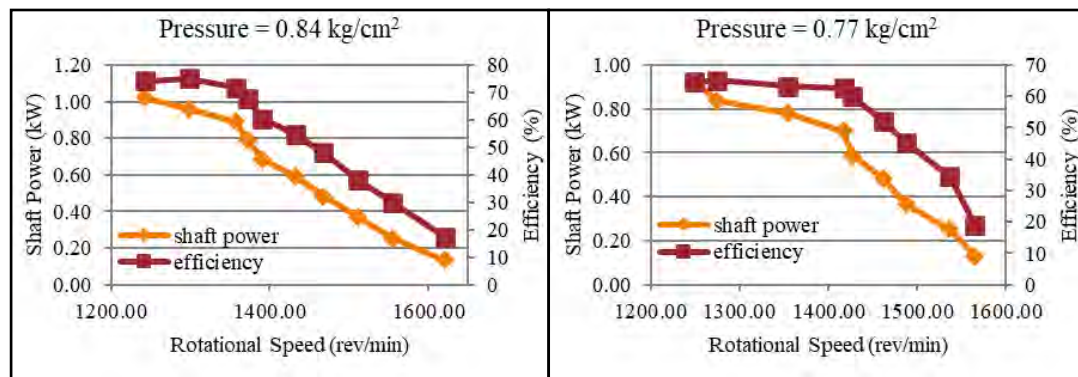 Pressure = 0.84 kg/cm²
Shaft Power (kW)
1.20
1.00
0.80
0.60
0.40
0.20
0.00
80
70
60
50
40
30
20
10
0
Efficiency (%)
shaft power
efficiency
1200.00 1400.00 1600.00
Rotational Speed (rev/min)
Pressure = 0.77 kg/cm²
Shaft Power (kW)
1.00
0.80
0.60
0.40
0.20
0.00
70
60
50
40
30
20
10
0
Efficiency (%)
shaft power
efficiency
1200.00 1300.00 1400.00 1500.00 1600.00
Rotational Speed (rev/min)